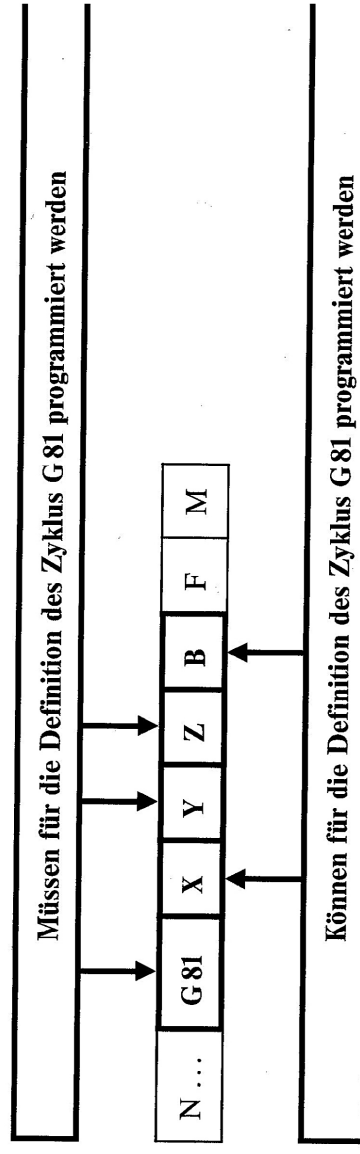 Müssen für die Definition des Zyklus G 81 programmiert werden
N ... G 81 X Y Z B F M
Können für die Definition des Zyklus G 81 programmiert werden